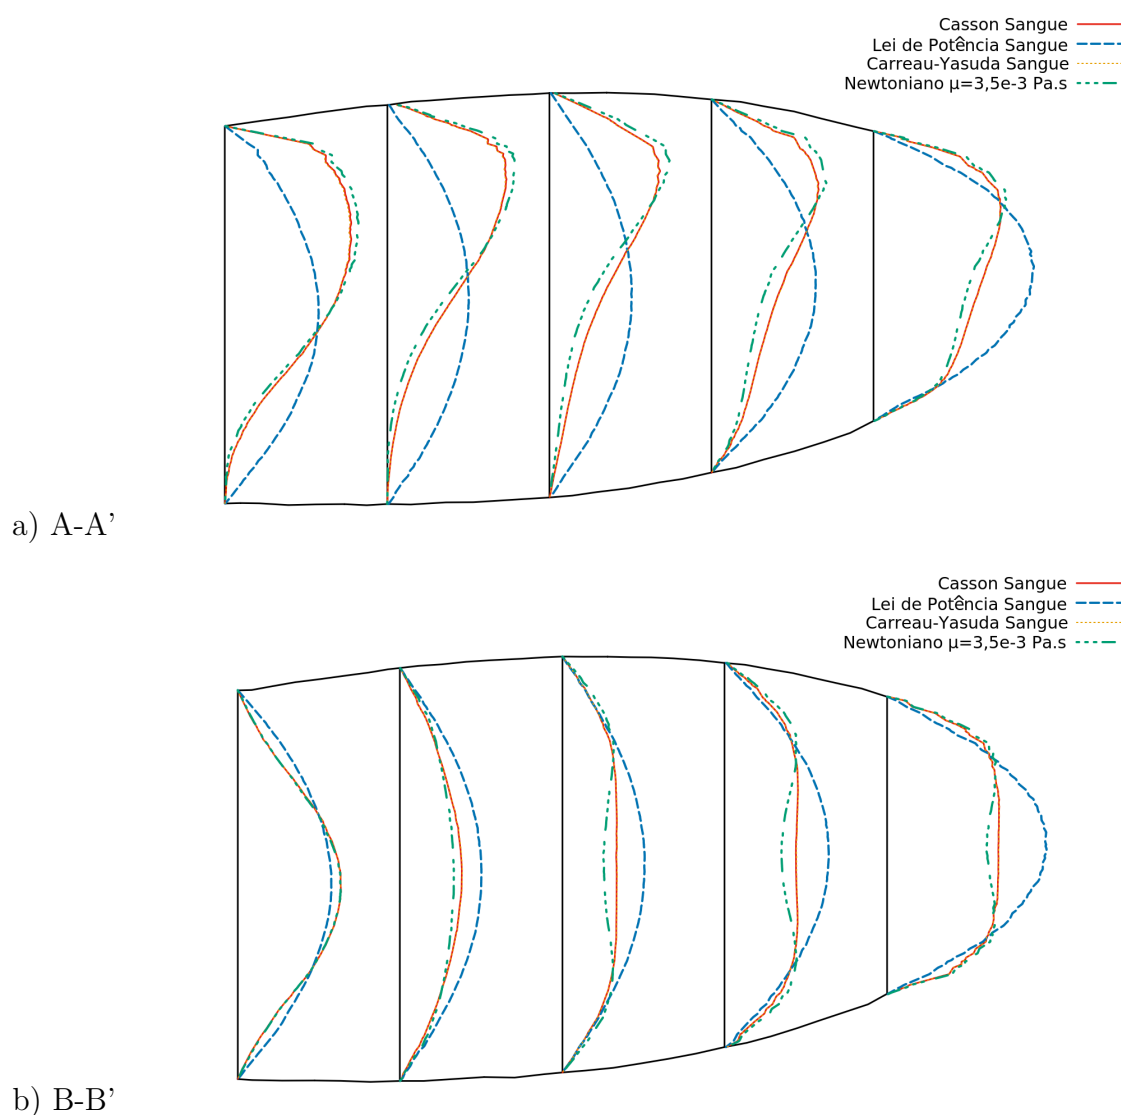 Casson Sangue
Lei de Potência Sangue
Carreau-Yasuda Sangue
Newtoniano μ=3,5e-3 Pa.s
a) A-A’
Casson Sangue
Lei de Potência Sangue
Carreau-Yasuda Sangue
Newtoniano μ=3,5e-3 Pa.s
b) B-B’